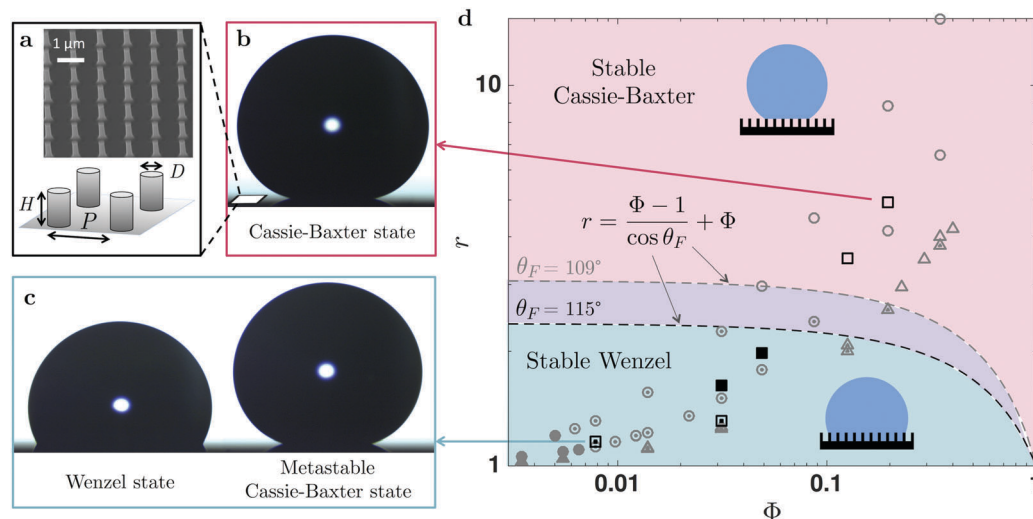 a
1 μm
H
P
D
b
Cassie-Baxter state
c
Wenzel state
Metastable
Cassie-Baxter state
d
r
10
1
Stable
Cassie-Baxter
r = (Φ − 1) / cos θ_F + Φ
θ_F = 109°
θ_F = 115°
Stable Wenzel
0.01
0.1
1
Φ